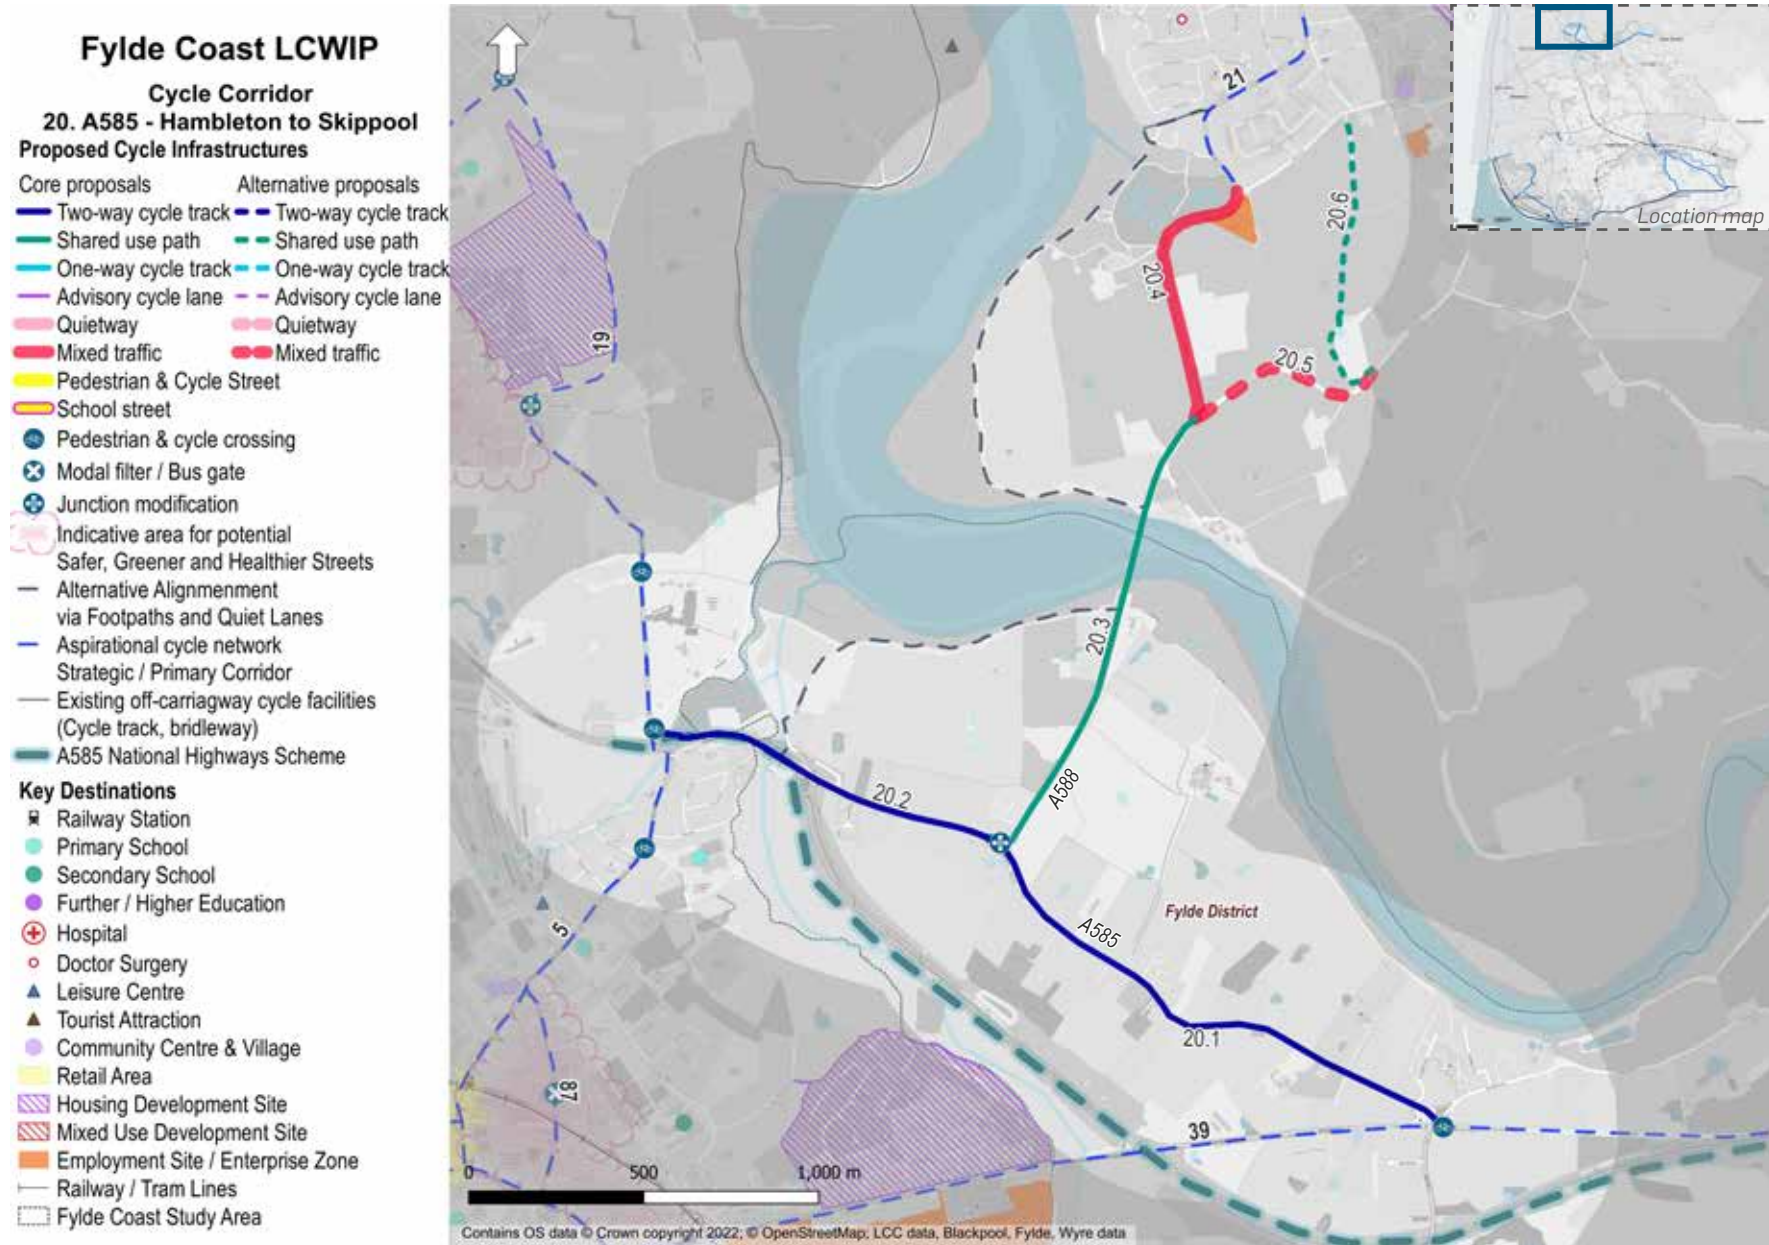 Fylde Coast LCWIP
Cycle Corridor
20. A585 - Hambleton to Skippool
Proposed Cycle Infrastructures
Core proposals
Alternative proposals
Two-way cycle track
Two-way cycle track
Shared use path
Shared use path
One-way cycle track
One-way cycle track
Advisory cycle lane
Advisory cycle lane
Quietway
Quietway
Mixed traffic
Mixed traffic
Pedestrian & Cycle Street
School street
Pedestrian & cycle crossing
Modal filter / Bus gate
Junction modification
Indicative area for potential
Safer, Greener and Healthier Streets
Alternative Alignmenment
via Footpaths and Quiet Lanes
Aspirational cycle network
Strategic / Primary Corridor
Existing off-carriagway cycle facilities
(Cycle track, bridleway)
A585 National Highways Scheme
Key Destinations
Railway Station
Primary School
Secondary School
Further / Higher Education
Hospital
Doctor Surgery
Leisure Centre
Tourist Attraction
Community Centre & Village
Retail Area
Housing Development Site
Mixed Use Development Site
Employment Site / Enterprise Zone
Railway / Tram Lines
Fylde Coast Study Area
21
20.6
20.4
20.5
19
20.3
20.2
A588
A585
Fylde District
20.1
5
87
39
0
500
1,000 m
Location map
Contains OS data © Crown copyright 2022; © OpenStreetMap, LCC data, Blackpool, Fylde, Wyre data